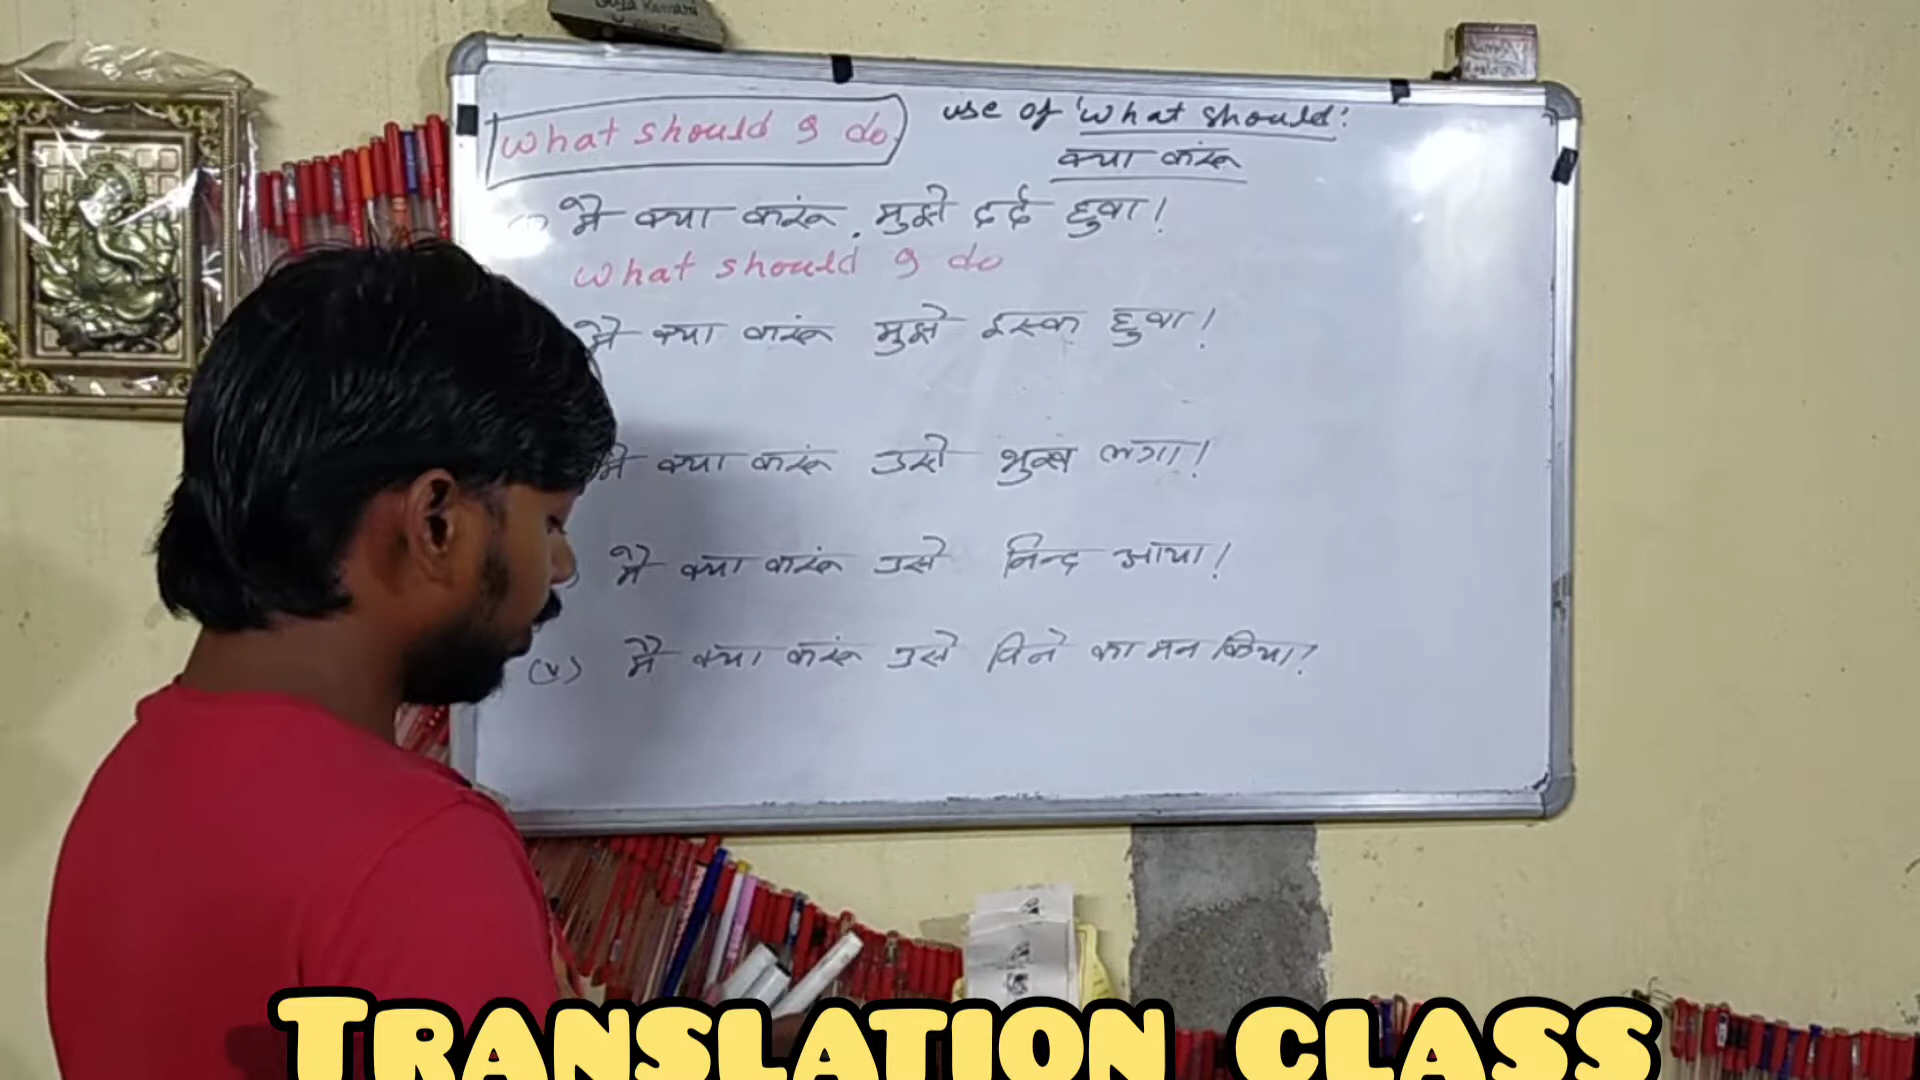 Kumari
what should I do
use of 'what should'.
क्या करूं
मै क्या करूं. मुझे दर्द हुवा!
what should I do
मै क्या करूं मुझे इस्क हुवा!
मै क्या करूं उसे भुख लगा!
मै क्या करूं उसे निन्द आया!
(v) मै क्या करूं उसे पिने का मन किया?
TRANSLATION CLASS